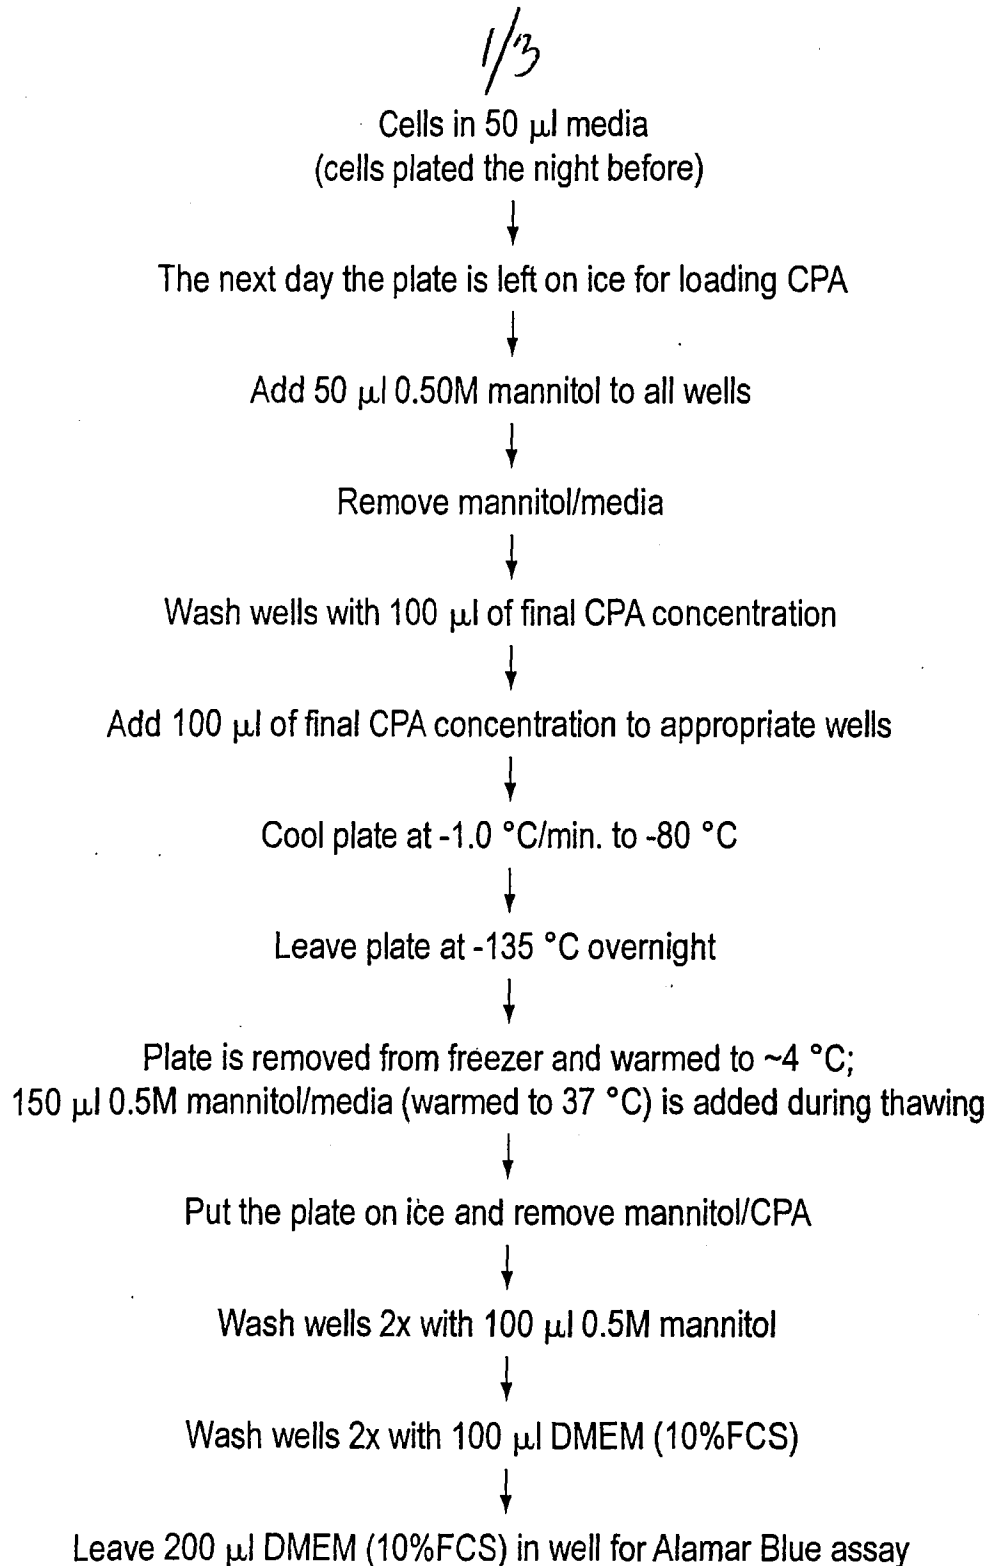 1/3
Cells in 50 µl media
(cells plated the night before)
The next day the plate is left on ice for loading CPA
Add 50 µl 0.50M mannitol to all wells
Remove mannitol/media
Wash wells with 100 µl of final CPA concentration
Add 100 µl of final CPA concentration to appropriate wells
Cool plate at -1.0 °C/min. to -80 °C
Leave plate at -135 °C overnight
Plate is removed from freezer and warmed to ~4 °C;
150 µl 0.5M mannitol/media (warmed to 37 °C) is added during thawing
Put the plate on ice and remove mannitol/CPA
Wash wells 2x with 100 µl 0.5M mannitol
Wash wells 2x with 100 µl DMEM (10%FCS)
Leave 200 µl DMEM (10%FCS) in well for Alamar Blue assay